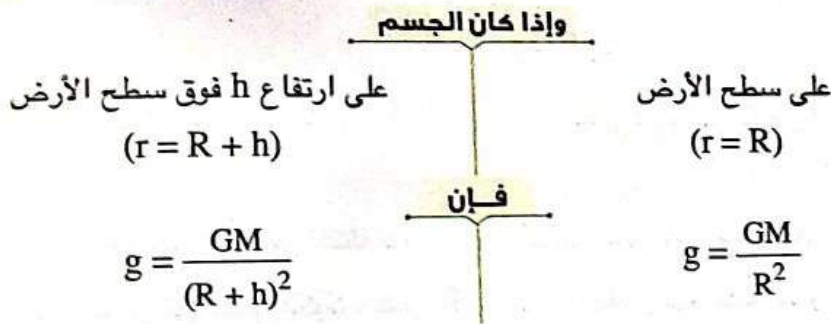 وإذا كان الجسم
على سطح الأرض
(r = R)
على ارتفاع h فوق سطح الأرض
(r = R + h)
فإن
g = GM / R²
g = GM / (R + h)²